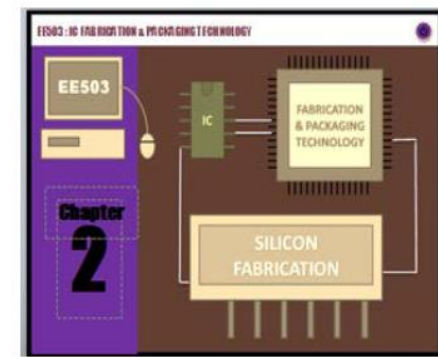 EE503 : IC FABRICATION & PACKAGING TECHNOLOGY
EE503
IC
FABRICATION
& PACKAGING
TECHNOLOGY
Chapter
2
SILICON
FABRICATION